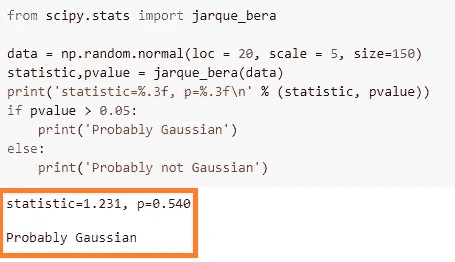 from scipy.stats import jarque_bera
data = np.random.normal(loc = 20, scale = 5, size=150)
statistic,pvalue = jarque_bera(data)
print('statistic=%.3f, p=%.3f\n' % (statistic, pvalue))
if pvalue > 0.05:
    print('Probably Gaussian')
else:
    print('Probably not Gaussian')
statistic=1.231, p=0.540
Probably Gaussian